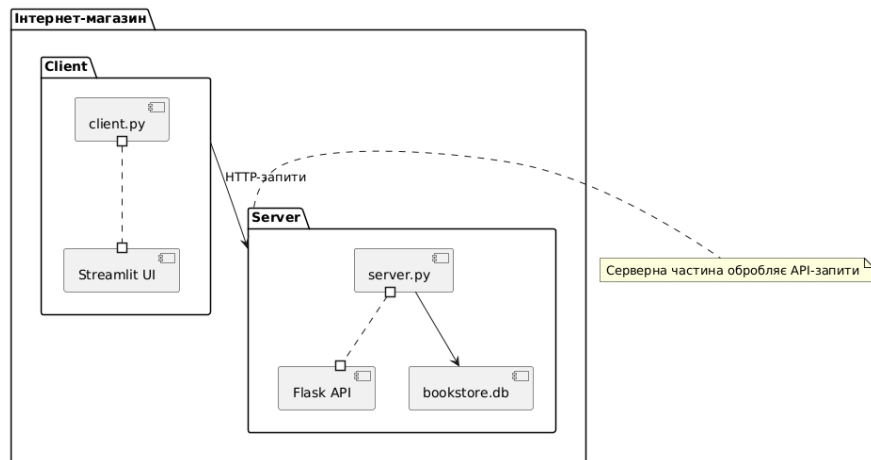 Інтернет-магазин
Client
client.py
Streamlit UI
HTTP-запити
Server
server.py
Flask API
bookstore.db
Серверна частина обробляє API-запити